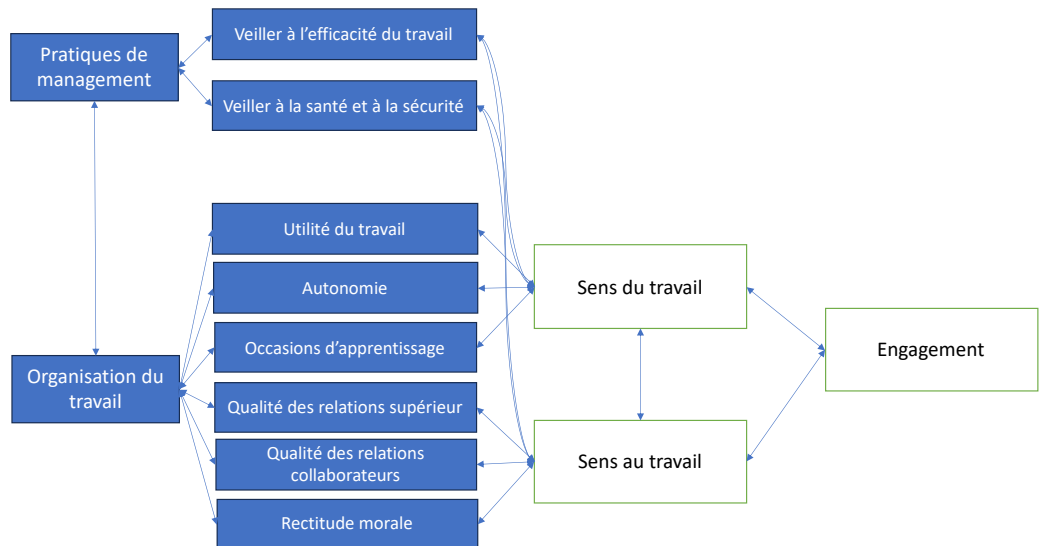 Pratiques de
management
Veiller à l’efficacité du travail
Veiller à la santé et à la sécurité
Utilité du travail
Autonomie
Occasions d’apprentissage
Organisation du
travail
Qualité des relations supérieur
Qualité des relations
collaborateurs
Rectitude morale
Sens du travail
Sens au travail
Engagement